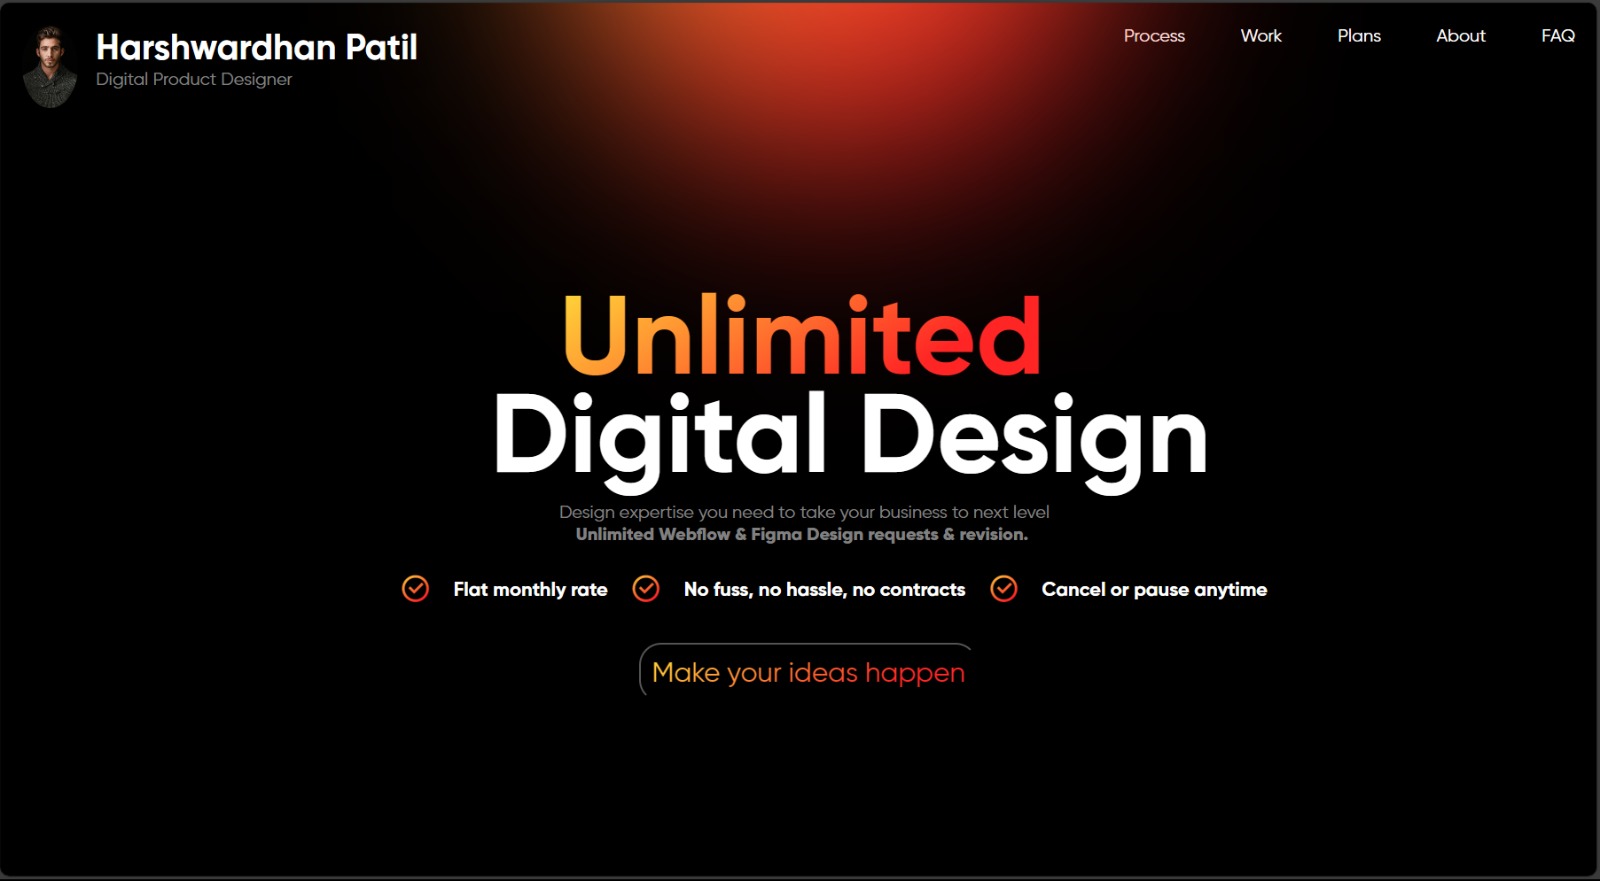 Harshwardhan Patil
Digital Product Designer
Process Work Plans About FAQ
Unlimited
Digital Design
Design expertise you need to take your business to next level
Unlimited Webflow & Figma Design requests & revision.
Flat monthly rate No fuss, no hassle, no contracts Cancel or pause anytime
Make your ideas happen